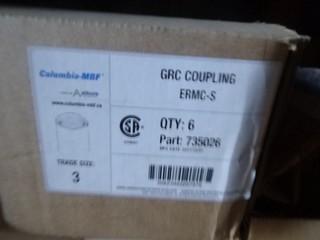 Columbia-MBF
GRC COUPLING
ERMC-S
www.columbia-mbf.ca
QTY: 6
Part: 735026
TRADE SIZE:
3